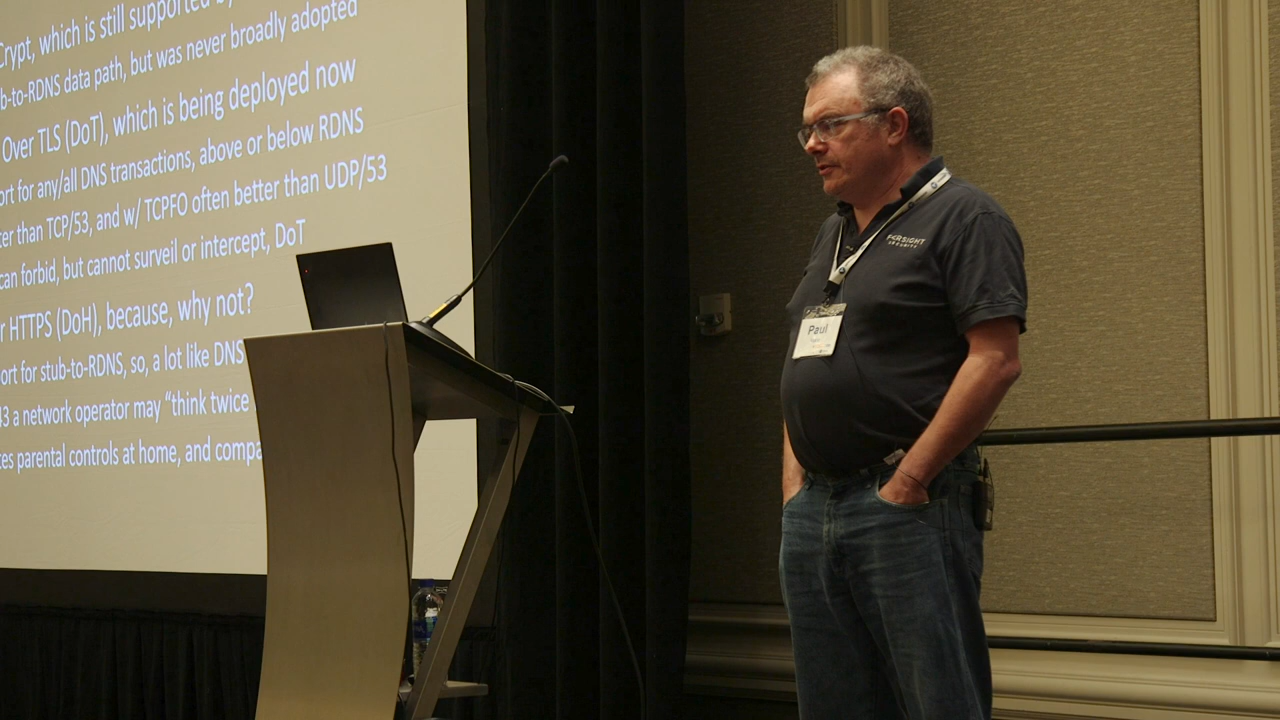 Crypt, which is still supported by
b-to-RDNS data path, but was never broadly adopted
Over TLS (DoT), which is being deployed now
ort for any/all DNS transactions, above or below RDNS
ter than TCP/53, and w/ TCPFO often better than UDP/53
can forbid, but cannot surveil or intercept, DoT
r HTTPS (DoH), because, why not?
ort for stub-to-RDNS, so, a lot like DNS
43 a network operator may “think twice
tes parental controls at home, and compa
FARSIGHT
SECURITY
Paul